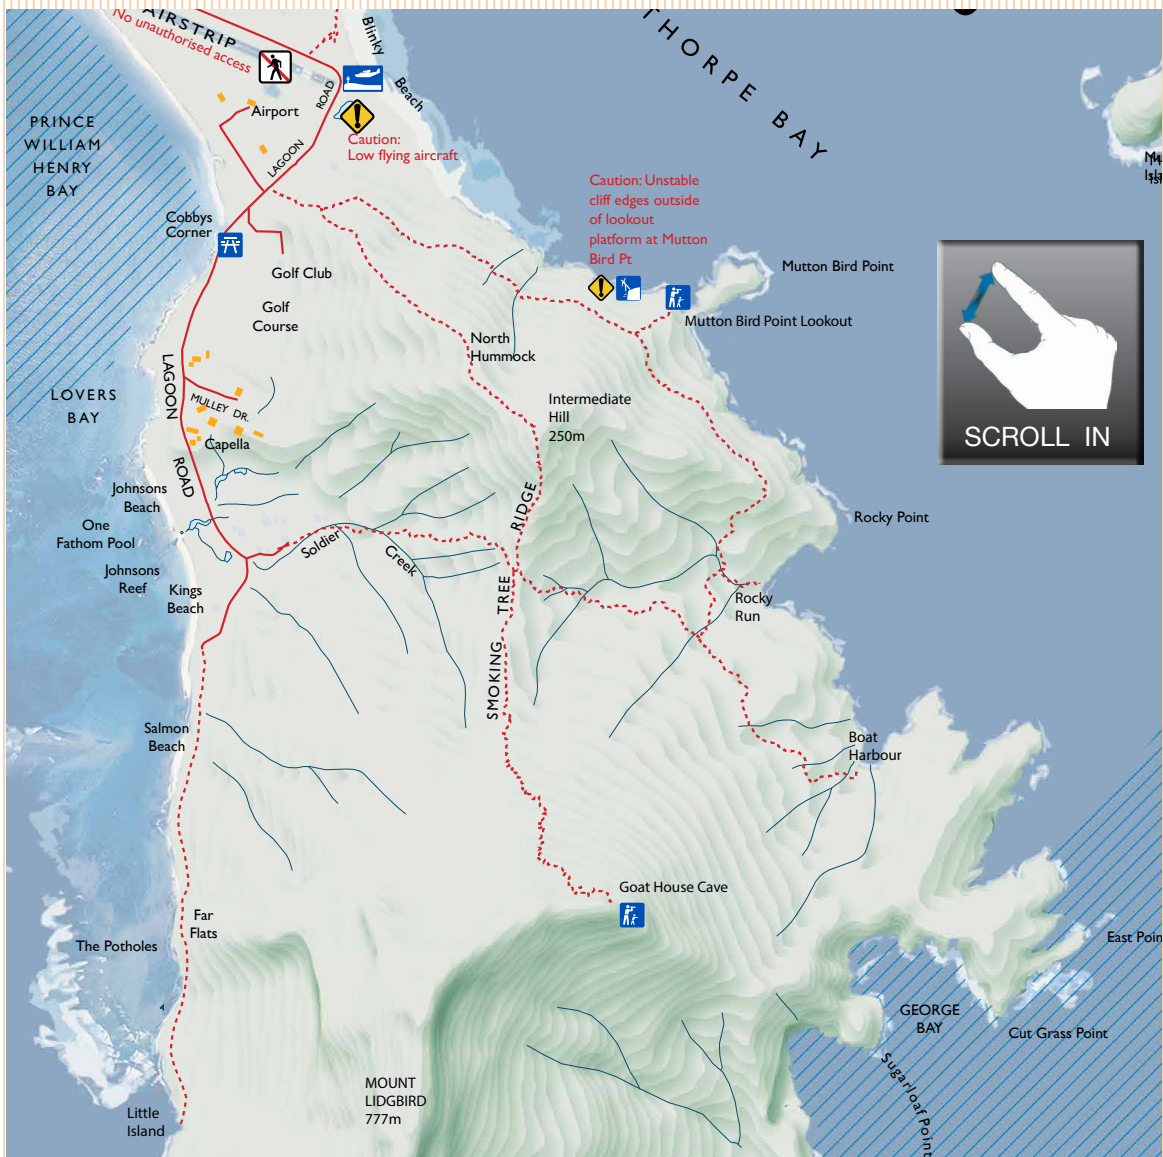 AIRSTRIP
No unauthorised access
Blinky
Beach
THORPE BAY
PRINCE
WILLIAM
HENRY
BAY
Airport
ROAD
LAGOON
Caution:
Low flying aircraft
Caution: Unstable
cliff edges outside
of lookout
platform at Mutton
Bird Pt
Cobbys
Corner
Golf Club
Golf
Course
Mutton Bird Point
Mutton Bird Point Lookout
North
Hummock
SCROLL IN
LOVERS
BAY
LAGOON
ROAD
MULLEY DR.
Capella
Intermediate
Hill
250m
Johnsons
Beach
One
Fathom Pool
Johnsons
Reef
Kings
Beach
Soldier
Creek
SMOKING TREE RIDGE
Rocky Point
Rocky
Run
Salmon
Beach
Boat
Harbour
Goat House Cave
Far
Flats
The Potholes
East Poin
GEORGE
BAY
Cut Grass Point
Sugarloaf Point
MOUNT
LIDGBIRD
777m
Little
Island